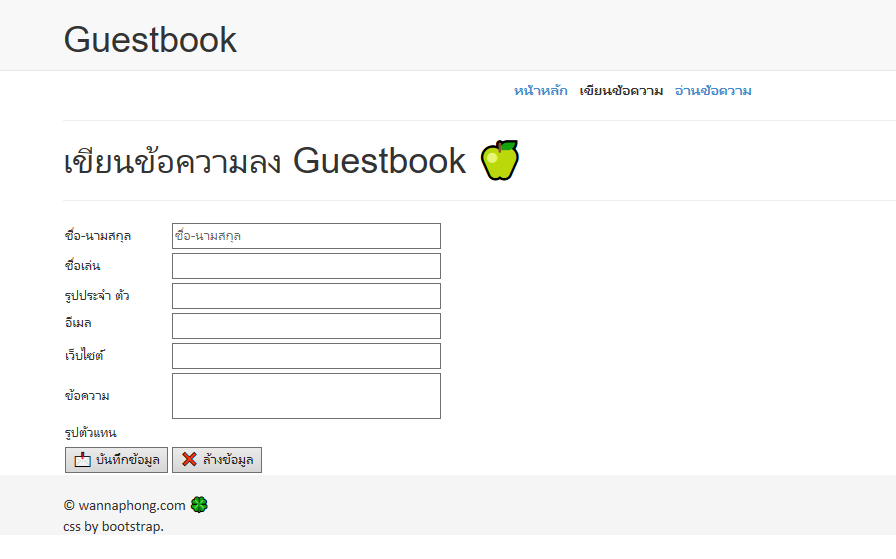 Guestbook
หน้าหลัก เขียนข้อความ อ่านข้อความ
เขียนข้อความลง Guestbook
ชื่อ-นามสกุล ชื่อ-นามสกุล
ชื่อเล่น
รูปประจำ ตัว
อีเมล
เว็บไซต์
ข้อความ
รูปตัวแทน
บันทึกข้อมูล ล้างข้อมูล
© wannaphong.com
css by bootstrap.